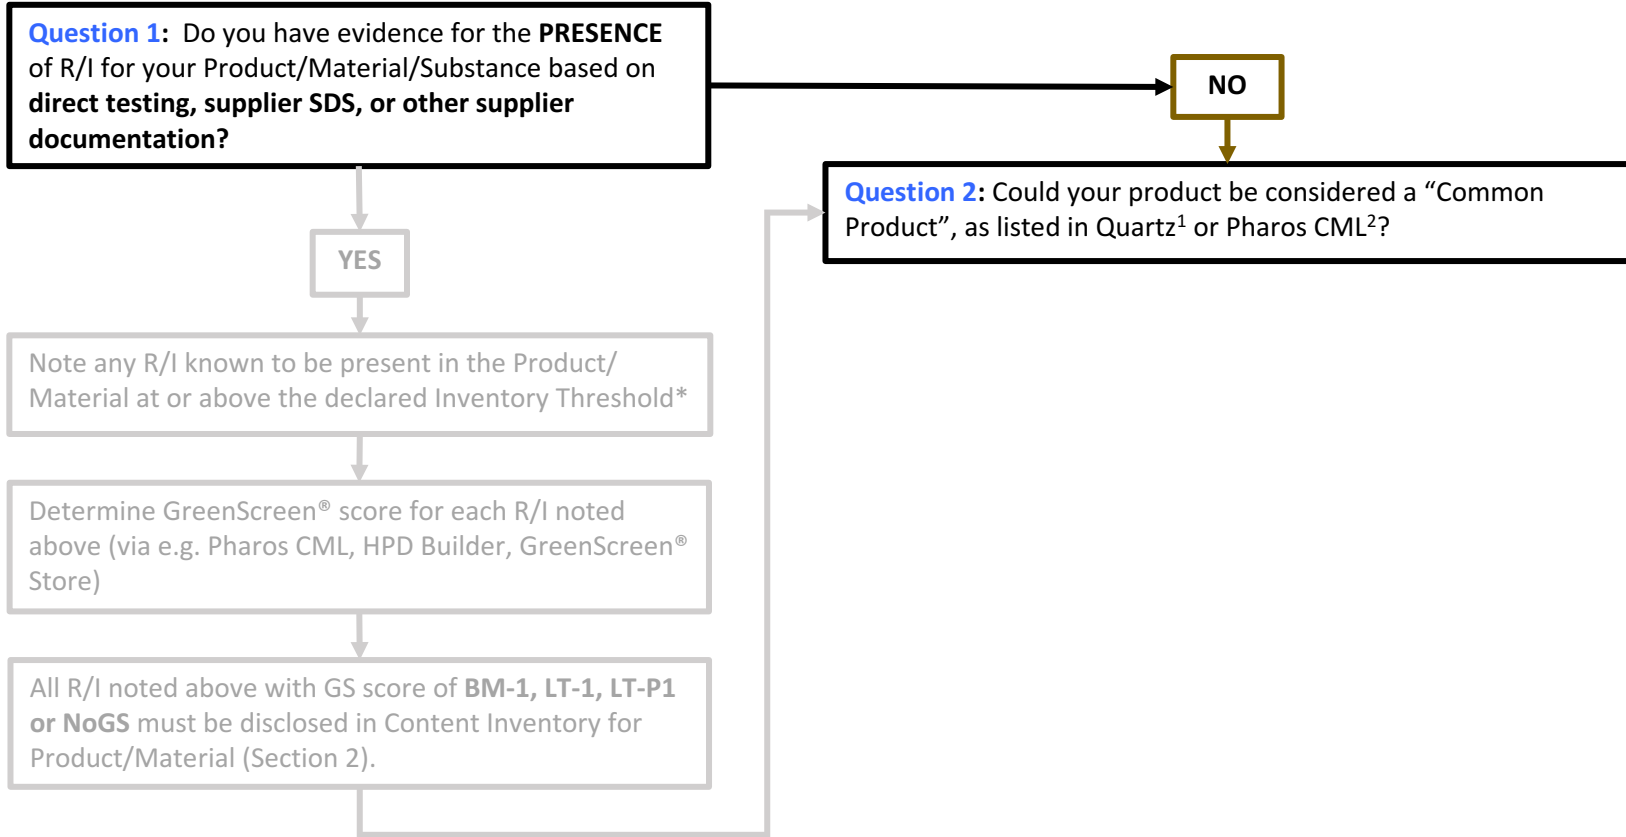 Question 1: Do you have evidence for the PRESENCE
of R/I for your Product/Material/Substance based on
direct testing, supplier SDS, or other supplier
documentation?
NO
YES
Note any R/I known to be present in the Product/
Material at or above the declared Inventory Threshold*
Determine GreenScreen® score for each R/I noted
above (via e.g. Pharos CML, HPD Builder, GreenScreen®
Store)
All R/I noted above with GS score of BM-1, LT-1, LT-P1
or NoGS must be disclosed in Content Inventory for
Product/Material (Section 2).
Question 2: Could your product be considered a “Common
Product”, as listed in Quartz¹ or Pharos CML²?